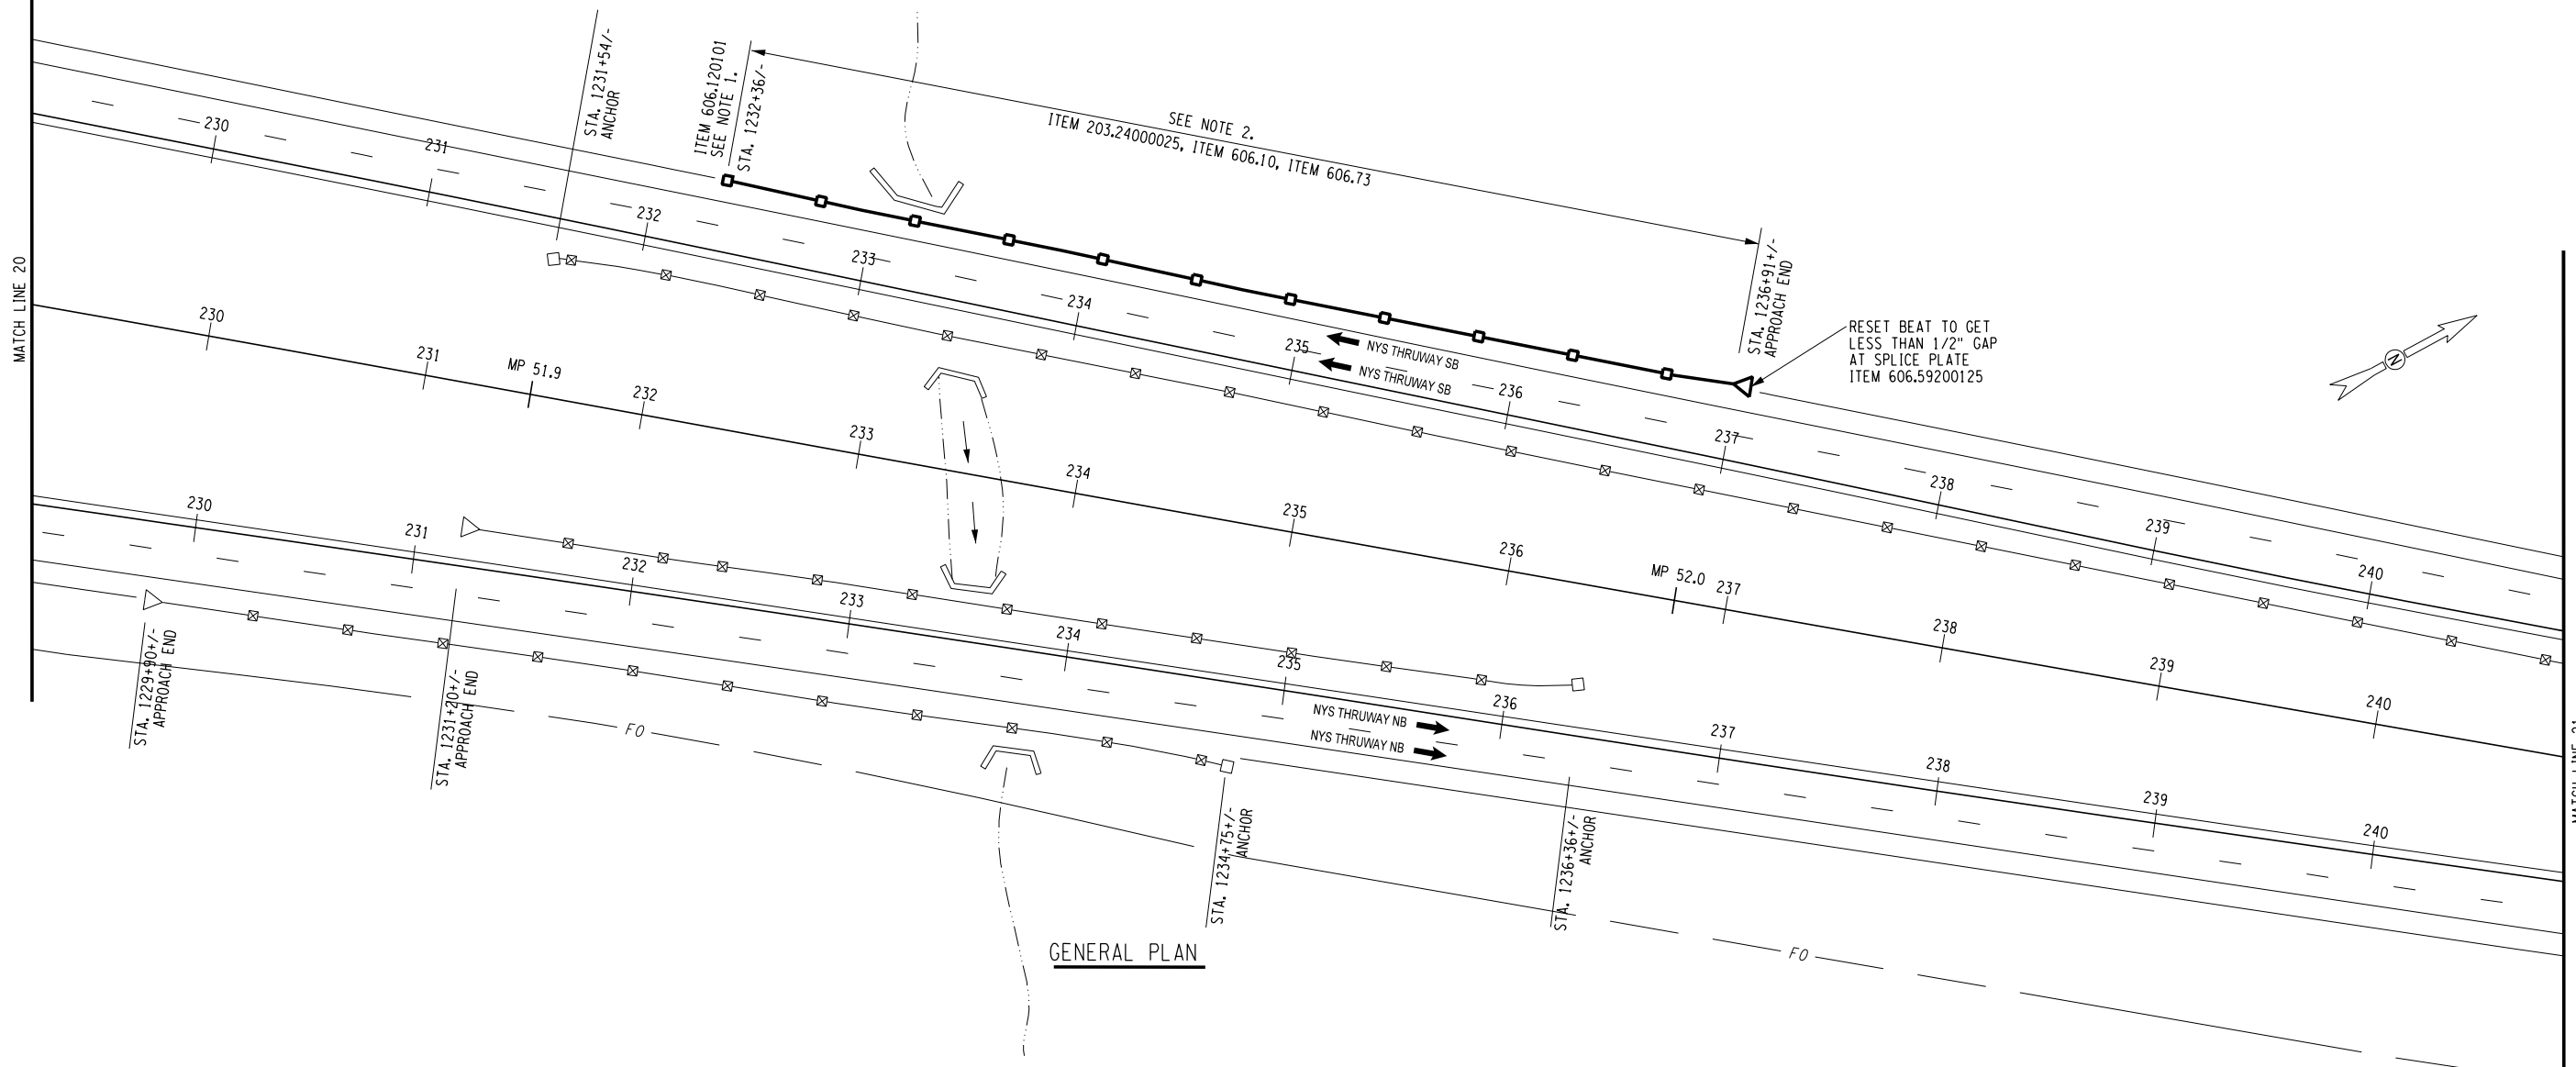 MATCH LINE 20
STA. 1231+54+/-
ANCHOR
ITEM 606.120101
SEE NOTE 1.
STA. 1232+36+/-
SEE NOTE 2.
ITEM 203.24000025, ITEM 606.10, ITEM 606.73
STA. 1236+91+/-
APPROACH END
RESET BEAT TO GET
LESS THAN 1/2" GAP
AT SPLICE PLATE
ITEM 606.59200125
N
230
231
232
233
234
235
236
237
238
239
240
NYS THRUWAY SB
NYS THRUWAY SB
230
231
MP 51.9
232
233
234
235
236
MP 52.0
237
238
239
240
230
231
232
233
234
235
236
237
238
239
240
NYS THRUWAY NB
NYS THRUWAY NB
STA. 1229+90+/-
APPROACH END
STA. 1231+20+/-
APPROACH END
FO
STA. 1234+75+/-
ANCHOR
STA. 1236+36+/-
ANCHOR
FO
GENERAL PLAN
MATCH LINE 21